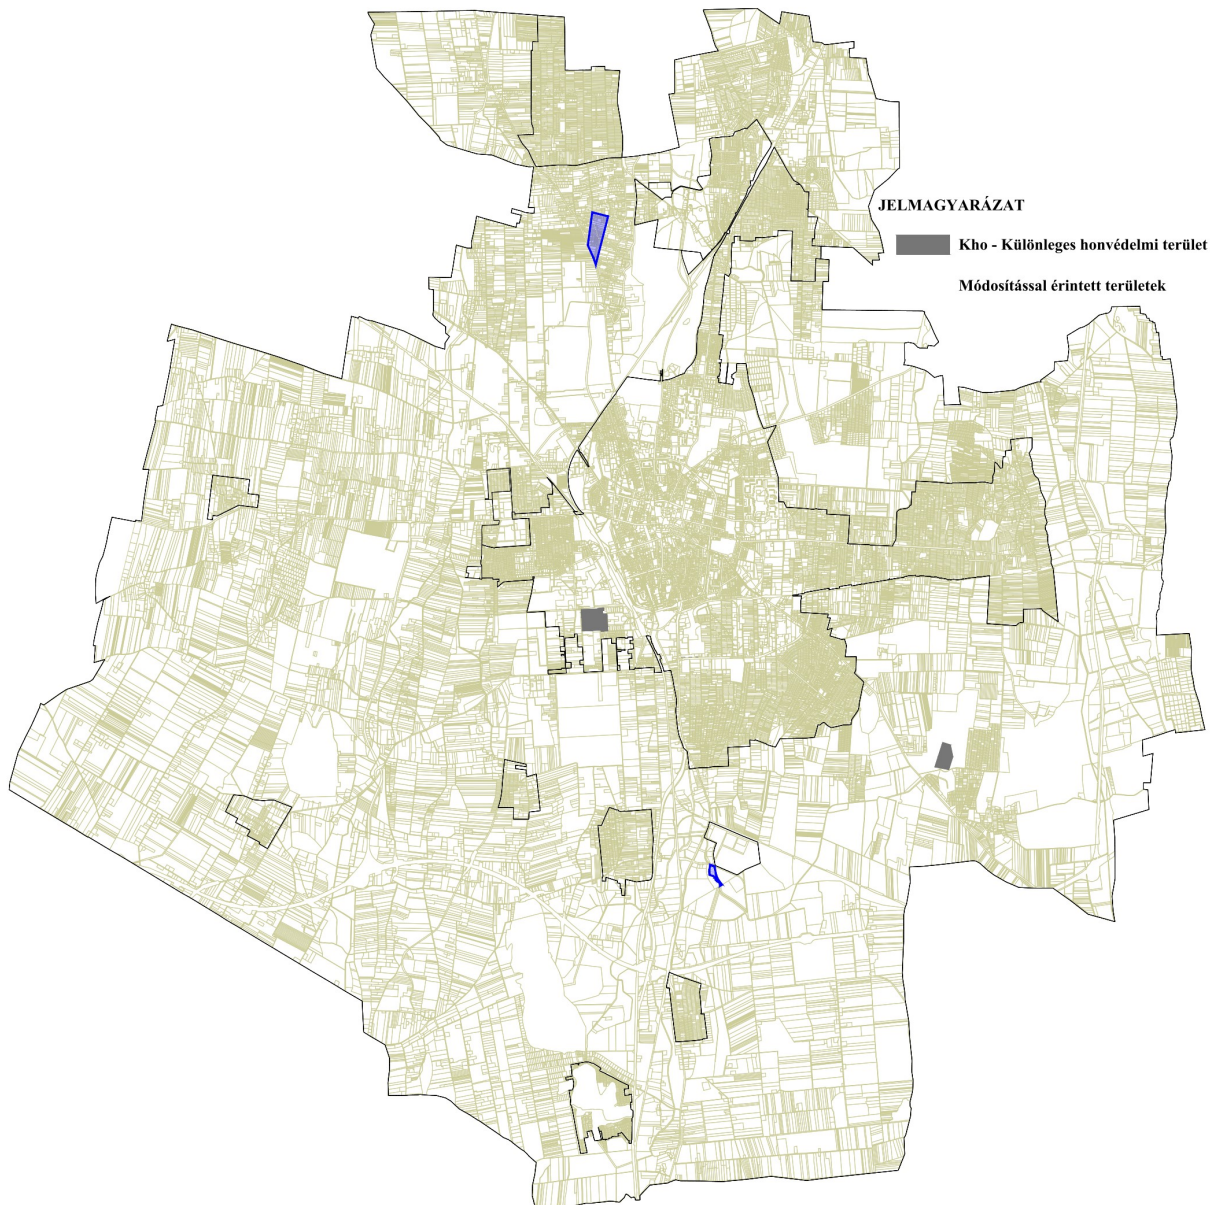 JELMAGYARÁZAT
Kho - Különleges honvédelmi terület
Módosítással érintett területek